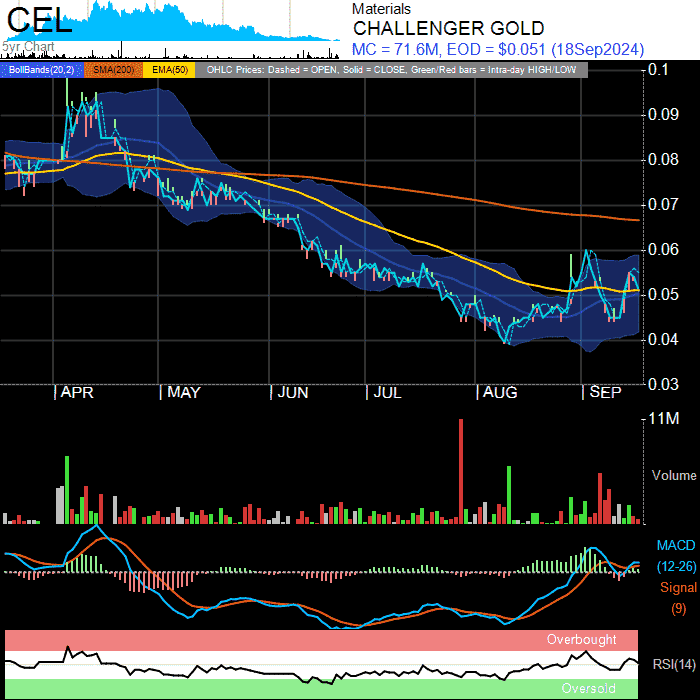 CEL
5yr Chart
Materials
CHALLENGER GOLD
MC = 71.6M, EOD = $0.051 (18Sep2024)
BollBands(20,2) SMA(200) EMA(50) OHLC Prices: Dashed = OPEN, Solid = CLOSE, Green/Red bars = Intra-day HIGH/LOW
0.1
0.09
0.08
0.07
0.06
0.05
0.04
0.03
APR MAY JUN JUL AUG SEP
11M
Volume
MACD
(12-26)
Signal
(9)
Overbought
RSI(14)
Oversold